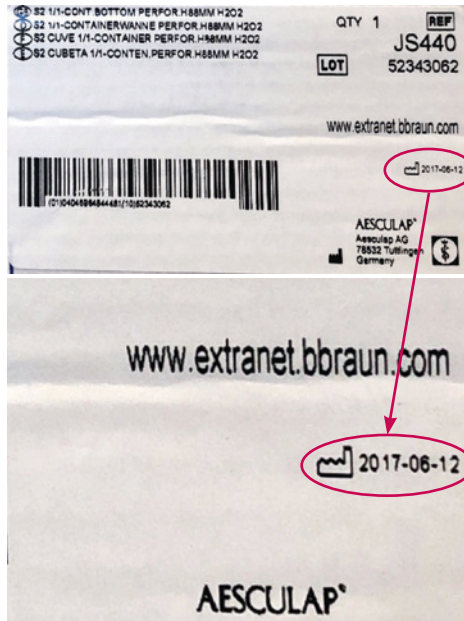 S2 1/1-CONT.BOTTOM PERFOR.H88MM H2O2
S2 1/1-CONTAINERWANNE PERFOR.H88MM H2O2
S2 CUVE 1/1-CONTAINER PERFOR.H88MM H2O2
S2 CUBETA 1/1-CONTEN.PERFOR.H88MM H2O2
QTY 1
REF
JS440
LOT
52343062
www.extranet.bbraun.com
2017-06-12
(10)52343062
AESCULAP®
Aesculap AG
78532 Tuttlingen
Germany
www.extranet.bbraun.com
2017-06-12
AESCULAP®